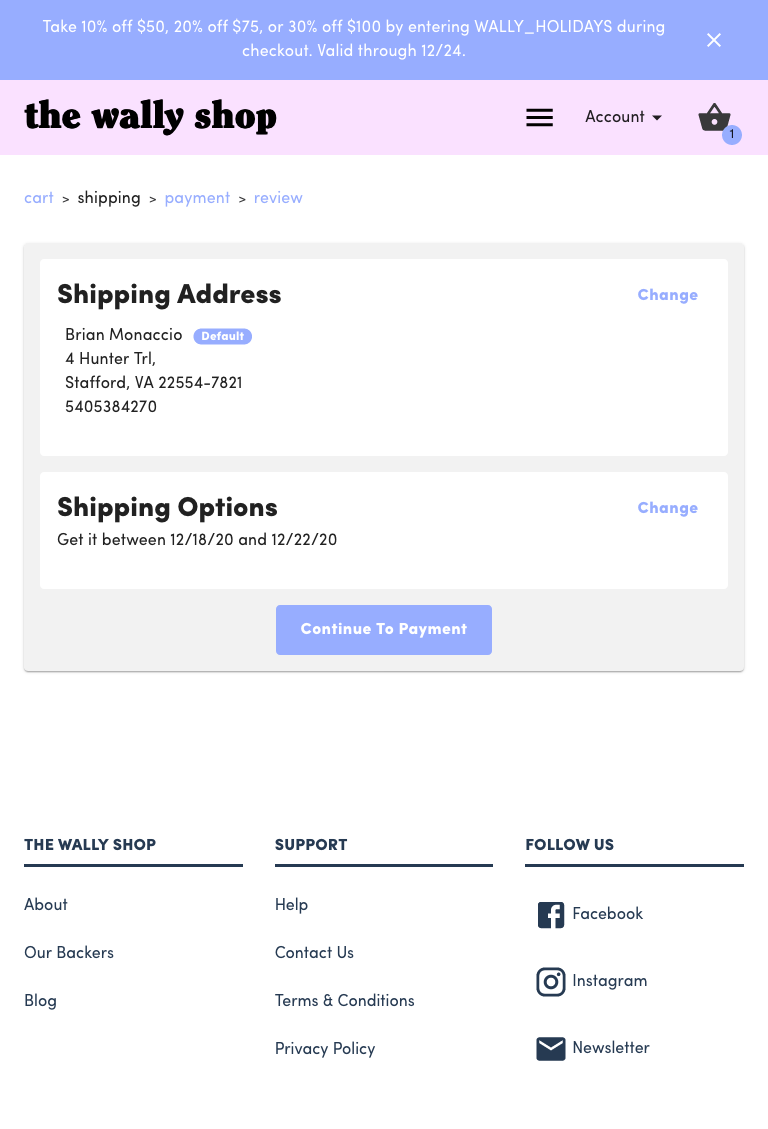 Take 10% off $50, 20% off $75, or 30% off $100 by entering WALLY_HOLIDAYS during
checkout. Valid through 12/24.
the wally shop
Account
1
cart > shipping > payment > review
Shipping Address
Change
Brian Monaccio Default
4 Hunter Trl,
Stafford, VA 22554-7821
5405384270
Shipping Options
Change
Get it between 12/18/20 and 12/22/20
Continue To Payment
THE WALLY SHOP
About
Our Backers
Blog
SUPPORT
Help
Contact Us
Terms & Conditions
Privacy Policy
FOLLOW US
Facebook
Instagram
Newsletter